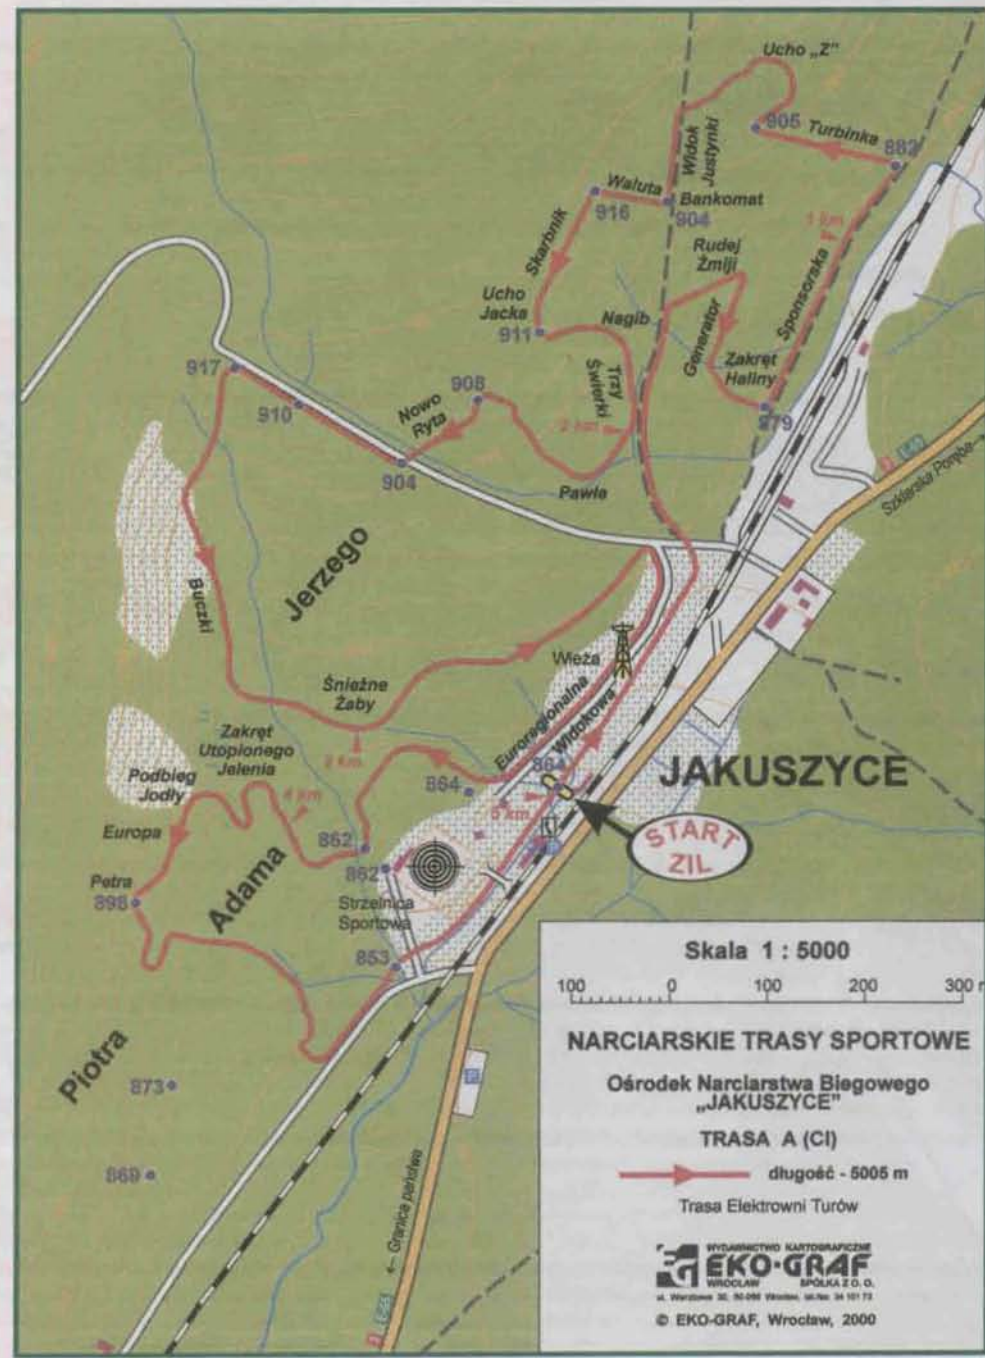 Ucho „Z”
905
Turbinka
882
Widok
Justynki
Waluta
Bankomat
916
904
1 km
Skarbnik
Rudej
Żmiji
Sponsorska
Ucho
Jacka
911
Nagib
Generator
Zakręt
Haliny
879
Trzy
Świerki
917
908
910
Nowo
Ryta
2 km
904
Pawła
Szklarska Poręba →
Jerzego
Buczki
Wieża
Śnieżne
Żaby
Euroregionalna
Widokowa
Zakręt
Utopionego
Jelenia
3 km
Podbieg
Jodły
864
864
JAKUSZYCE
4 km
5 km
Europa
START
ZIL
862
862
Petra
898
Adama
Strzelnica
Sportowa
853
Piotra
873
869
P
← Granica państwa
E-65
Skala 1 : 5000
100 0 100 200 300
NARCIARSKIE TRASY SPORTOWE
Ośrodek Narciarstwa Biegowego
„JAKUSZYCE”
TRASA A (CI)
długość - 5005 m
Trasa Elektrowni Turów
WYDAWNICTWO KARTOGRAFICZNE
EKO-GRAF
WROCŁAW SPÓŁKA Z O. O.
© EKO-GRAF, Wrocław, 2000